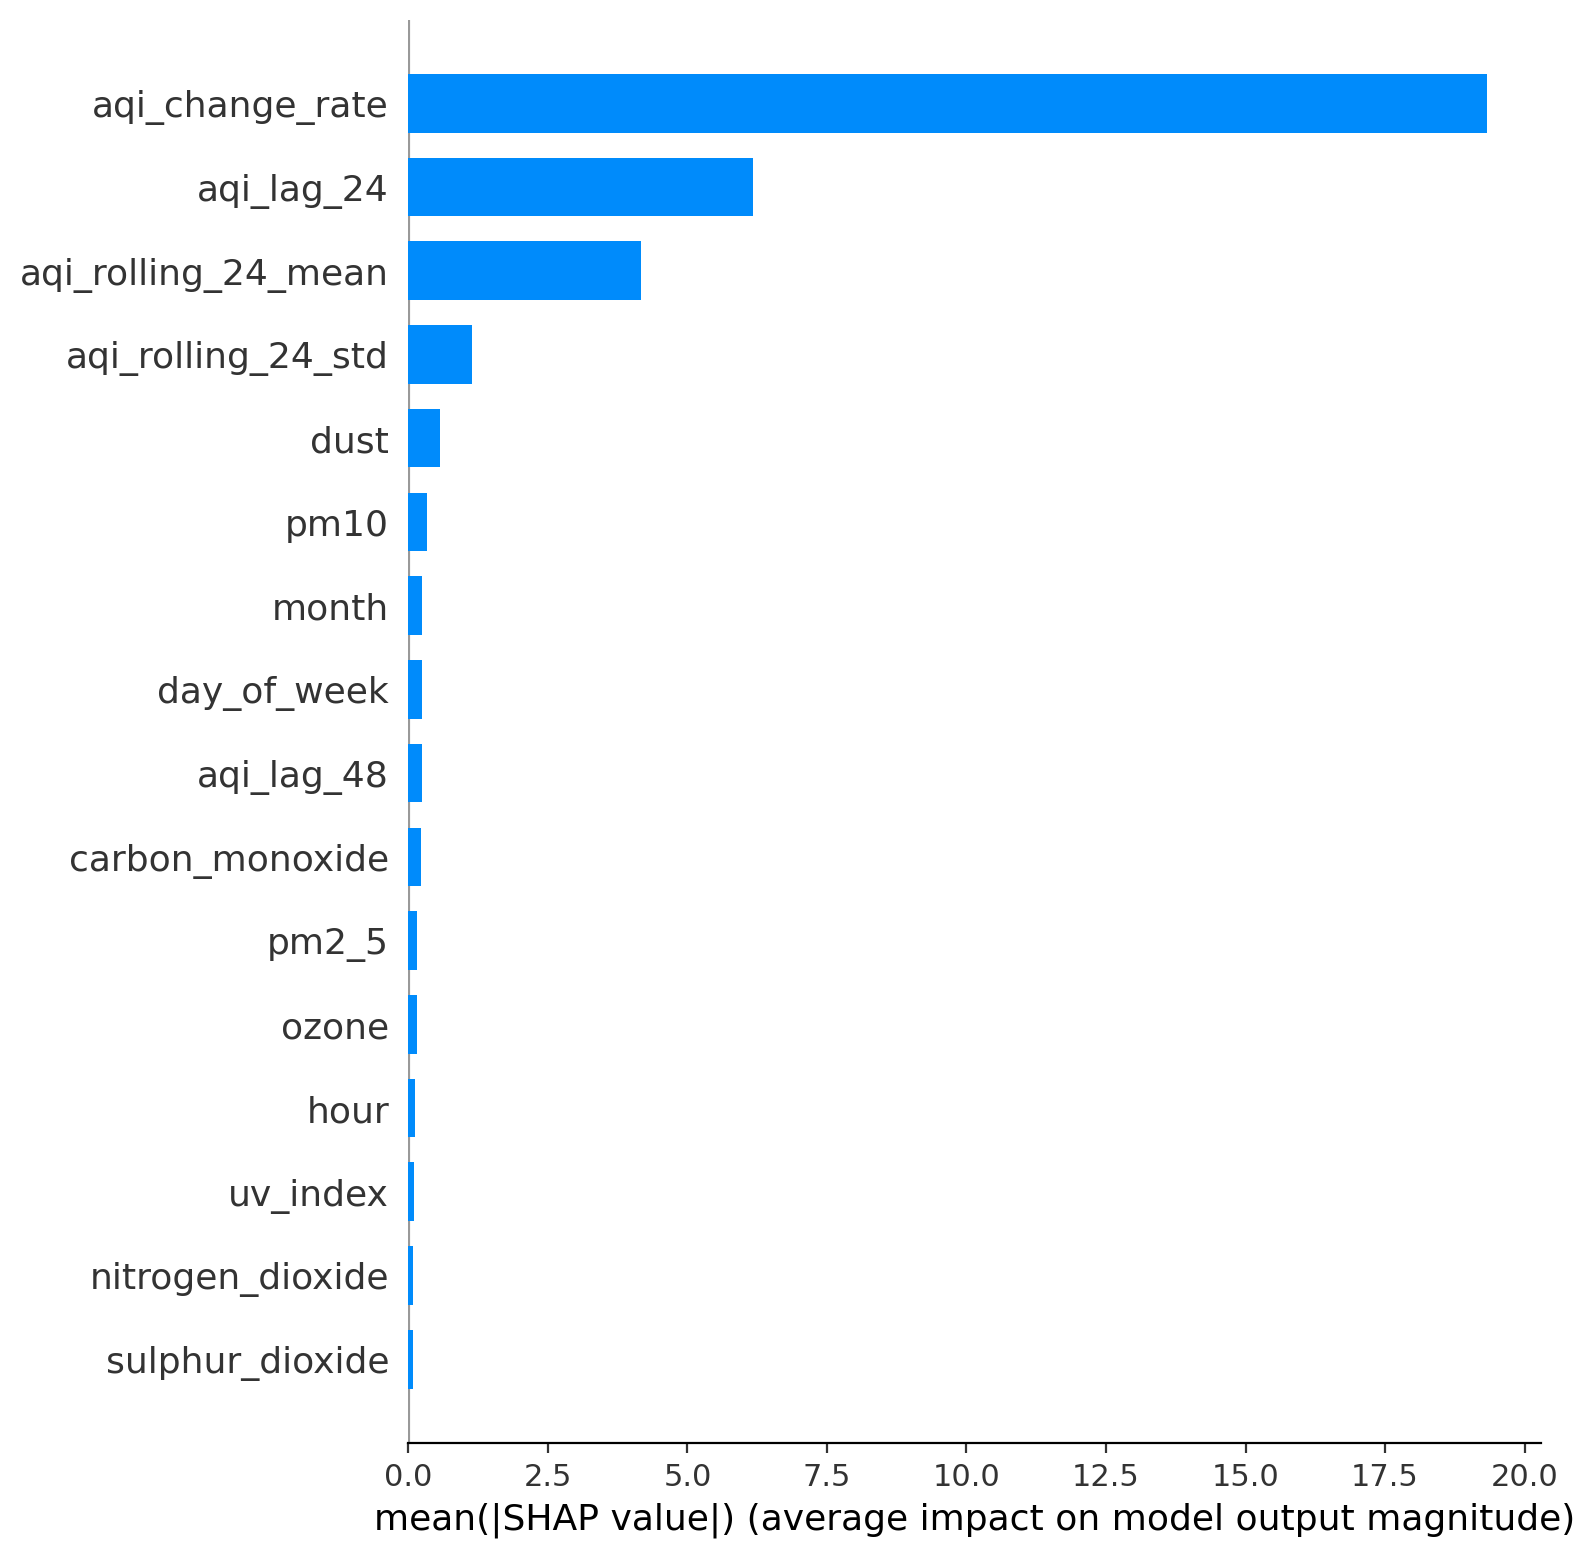 aqi_change_rate
aqi_lag_24
aqi_rolling_24_mean
aqi_rolling_24_std
dust
pm10
month
day_of_week
aqi_lag_48
carbon_monoxide
pm2_5
ozone
hour
uv_index
nitrogen_dioxide
sulphur_dioxide
0.0 2.5 5.0 7.5 10.0 12.5 15.0 17.5 20.0
mean(|SHAP value|) (average impact on model output magnitude)